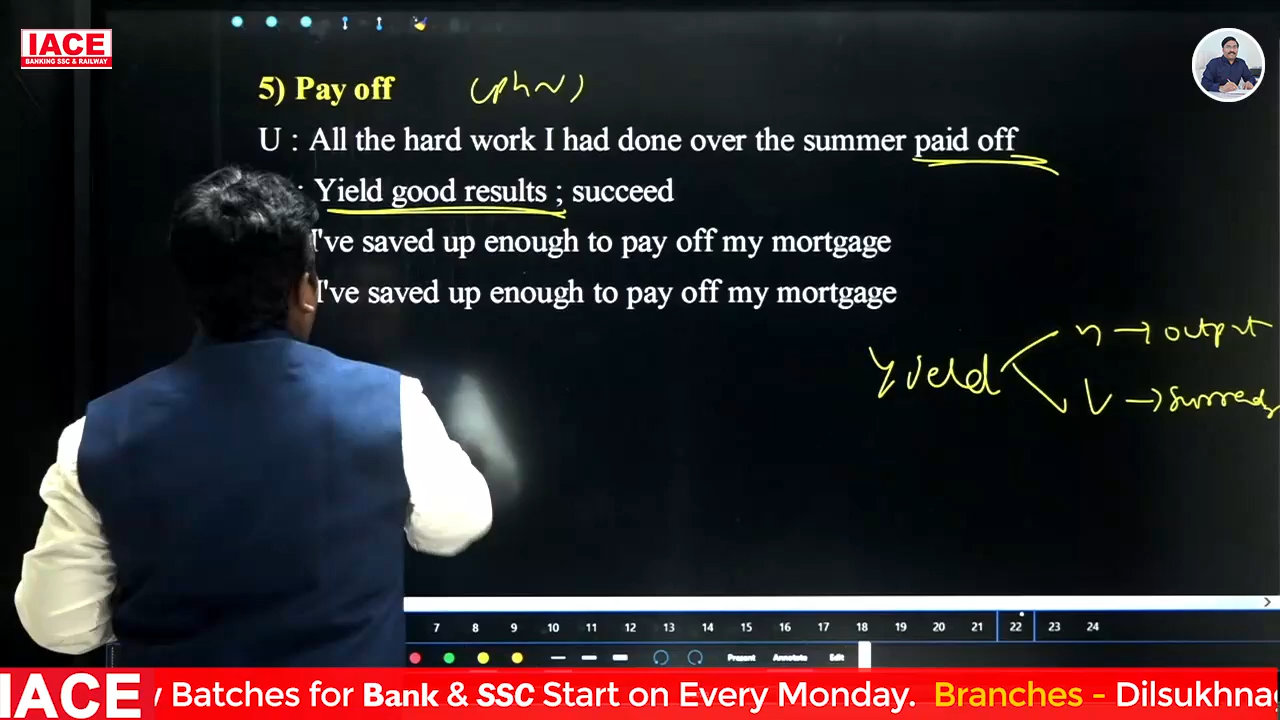 IACE
BANKING SSC & RAILWAY
5) Pay off (ph v)
U : All the hard work I had done over the summer paid off
: Yield good results ; succeed
I've saved up enough to pay off my mortgage
I've saved up enough to pay off my mortgage
Yield
n → output
V →
7 8 9 10 11 12 13 14 15 16 17 18 19 20 21 22 23 24
Present Annotate Edit
IACE Batches for Bank & SSC Start on Every Monday. Branches - Dilsukhnag